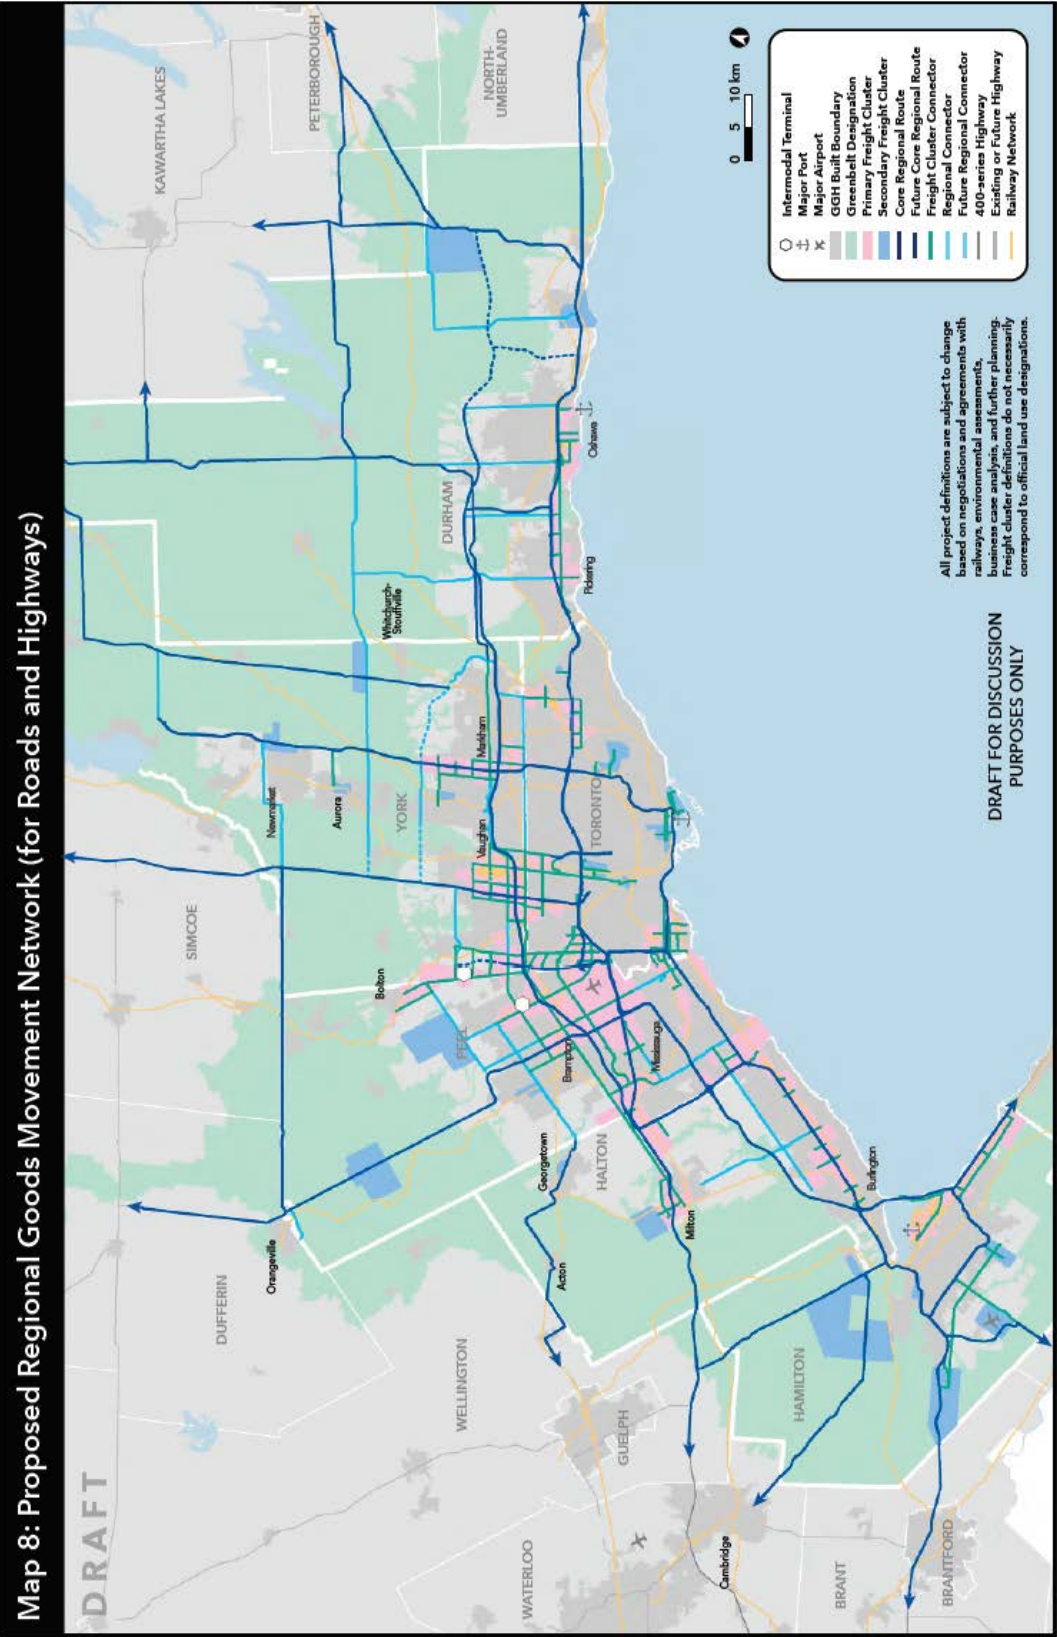 Map 8: Proposed Regional Goods Movement Network (for Roads and Highways)
DRAFT
KAWARTHA LAKES
PETERBOROUGH
NORTH-
UMBERLAND
SIMCOE
DUFFERIN
Orangeville
Newmarket
Aurora
Whitchurch-
Stouffville
DURHAM
YORK
Bolton
PEEL
Vaughan
Markham
Oshawa
Pickering
TORONTO
Brampton
Mississauga
Georgetown
HALTON
Acton
WELLINGTON
Milton
GUELPH
Burlington
HAMILTON
WATERLOO
Cambridge
BRANT
BRANTFORD
0 5 10 km
Intermodal Terminal
Major Port
Major Airport
GGH Built Boundary
Greenbelt Designation
Primary Freight Cluster
Secondary Freight Cluster
Core Regional Route
Future Core Regional Route
Freight Cluster Connector
Regional Connector
Future Regional Connector
400-series Highway
Existing or Future Highway
Railway Network
All project definitions are subject to change
based on negotiations and agreements with
railways, environmental assessments,
business case analysis, and further planning.
Freight cluster definitions do not necessarily
correspond to official land use designations.
DRAFT FOR DISCUSSION
PURPOSES ONLY